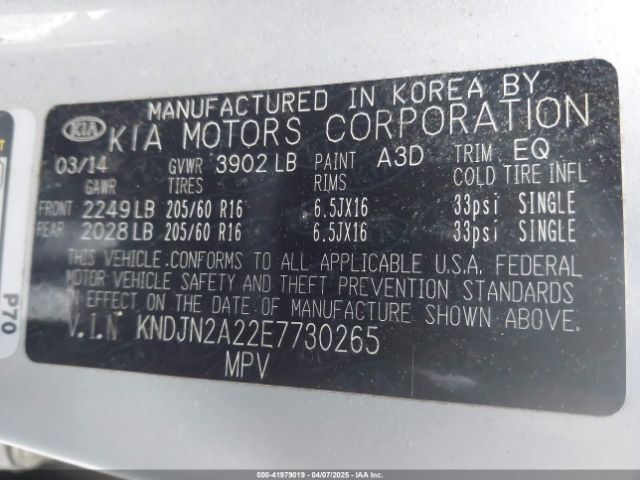 MANUFACTURED IN KOREA BY
KIA KIA MOTORS CORPORATION
03/14 GVWR 3902 LB PAINT A3D TRIM EQ
GAWR TIRES RIMS COLD TIRE INFL
FRONT 2249 LB 205/60 R16 6.5JX16 33psi SINGLE
REAR 2028 LB 205/60 R16 6.5JX16 33psi SINGLE
THIS VEHICLE CONFORMS TO ALL APPLICABLE U.S.A. FEDERAL
MOTOR VEHICLE SAFETY AND THEFT PREVENTION STANDARDS
IN EFFECT ON THE DATE OF MANUFACTURE SHOWN ABOVE.
V.I.N KNDJN2A22E7730265
MPV
P70
000-41979019 - 04/07/2025 - IAAI, Inc.